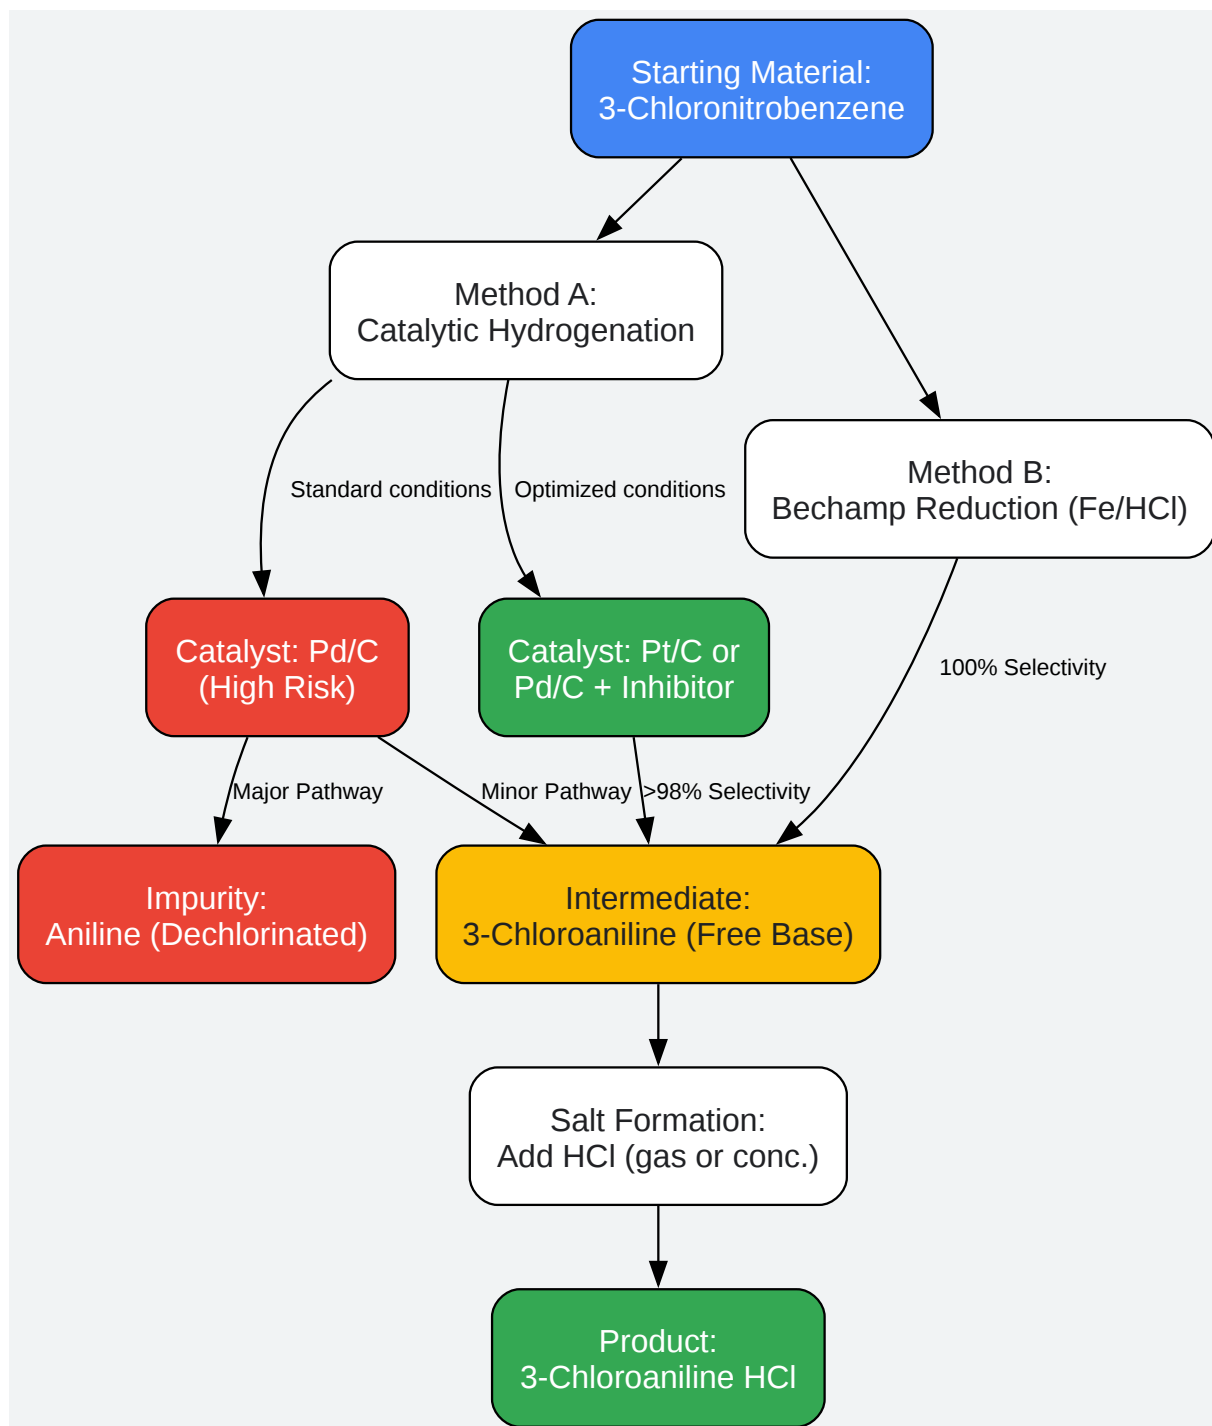 Starting Material:
3-Chloronitrobenzene
Method A:
Catalytic Hydrogenation
Method B:
Bechamp Reduction (Fe/HCl)
Standard conditions
Optimized conditions
Catalyst: Pd/C
(High Risk)
Catalyst: Pt/C or
Pd/C + Inhibitor
100% Selectivity
Major Pathway
Minor Pathway
>98% Selectivity
Impurity:
Aniline (Dechlorinated)
Intermediate:
3-Chloroaniline (Free Base)
Salt Formation:
Add HCl (gas or conc.)
Product:
3-Chloroaniline HCl